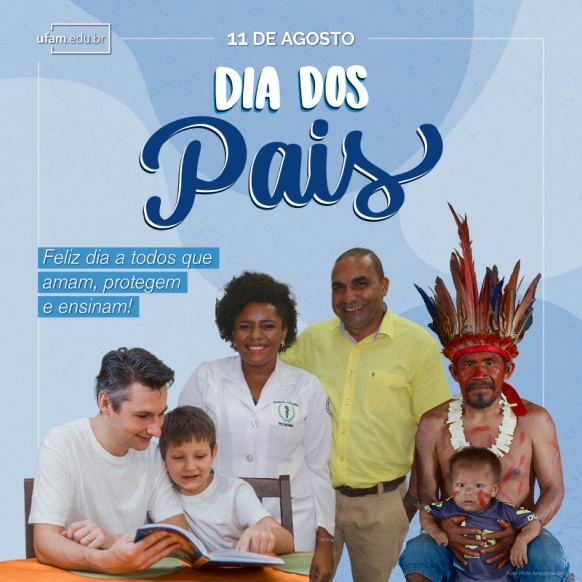 ufam.edu.br
11 DE AGOSTO
DIA DOS
Pais
Feliz dia a todos que
amam, protegem
e ensinam!